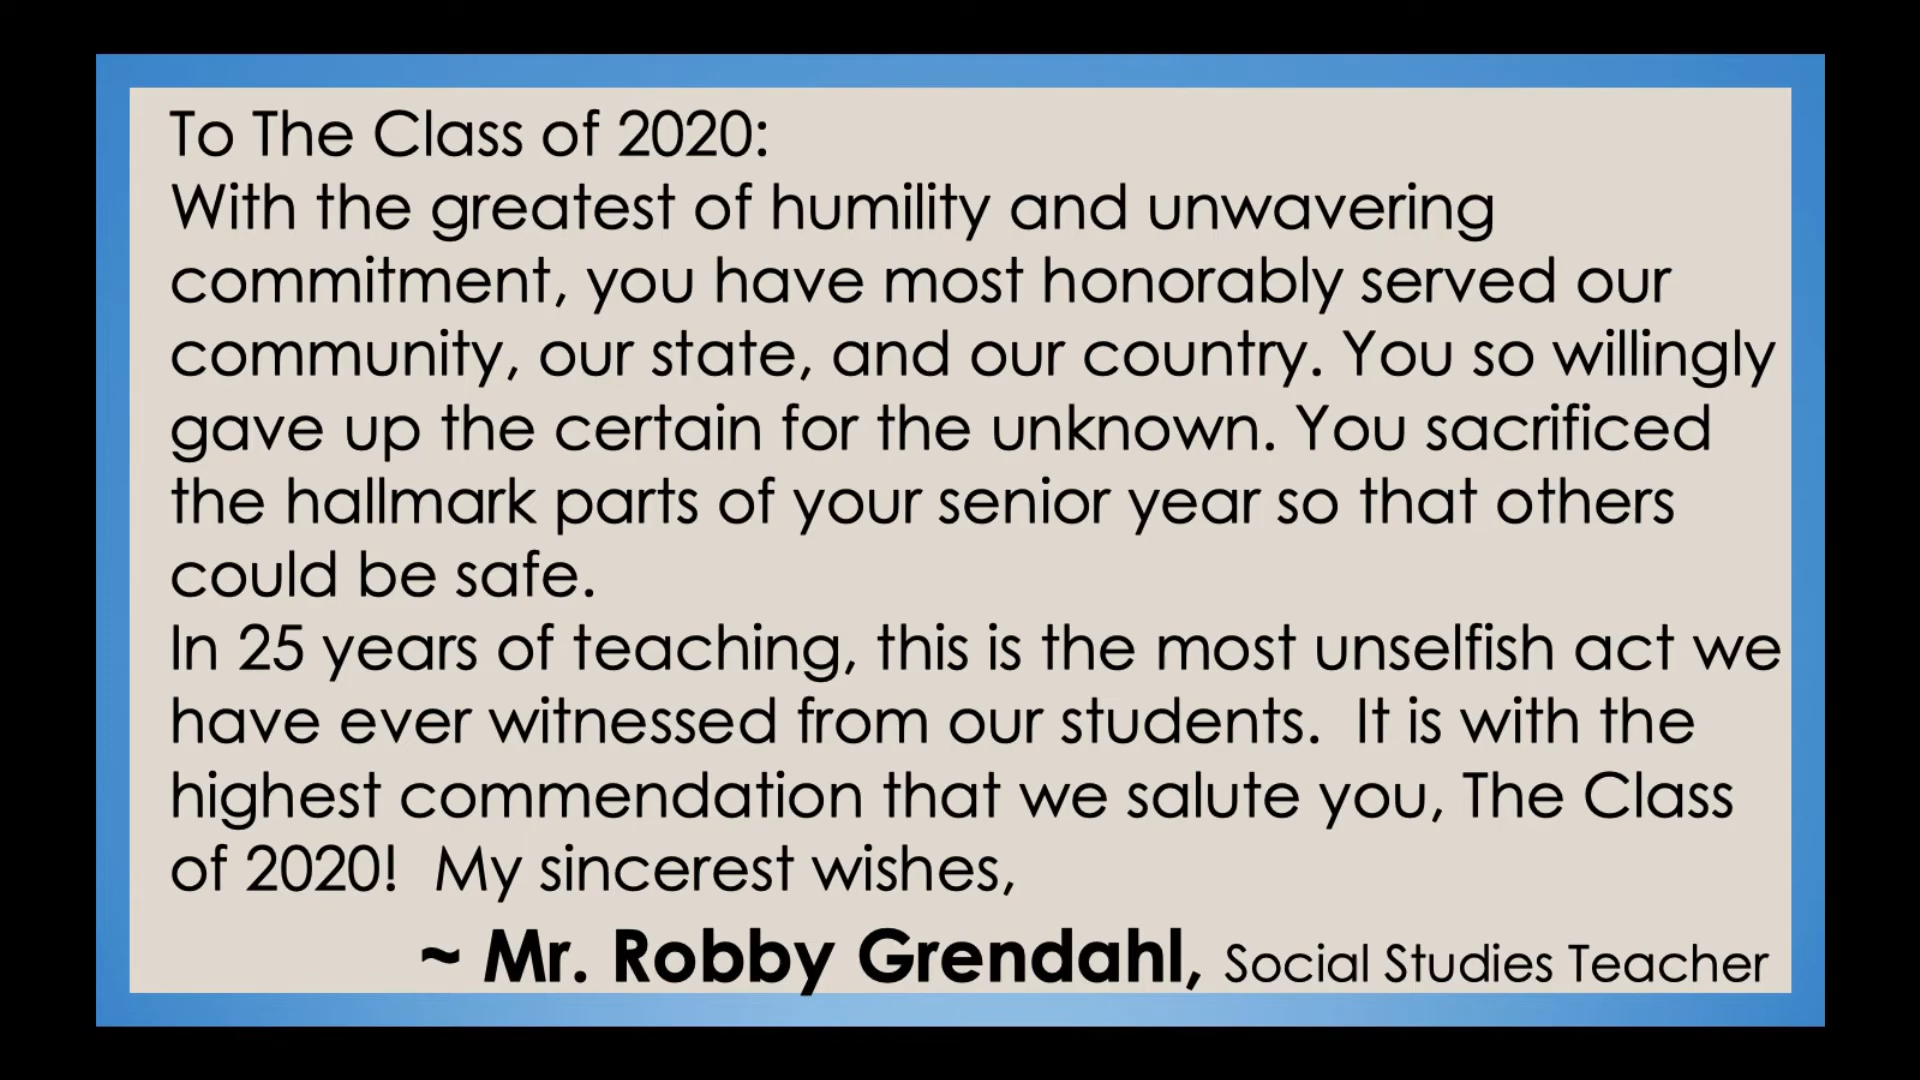 To The Class of 2020:
With the greatest of humility and unwavering
commitment, you have most honorably served our
community, our state, and our country. You so willingly
gave up the certain for the unknown. You sacrificed
the hallmark parts of your senior year so that others
could be safe.
In 25 years of teaching, this is the most unselfish act we
have ever witnessed from our students.  It is with the
highest commendation that we salute you, The Class
of 2020!  My sincerest wishes,
~ Mr. Robby Grendahl, Social Studies Teacher